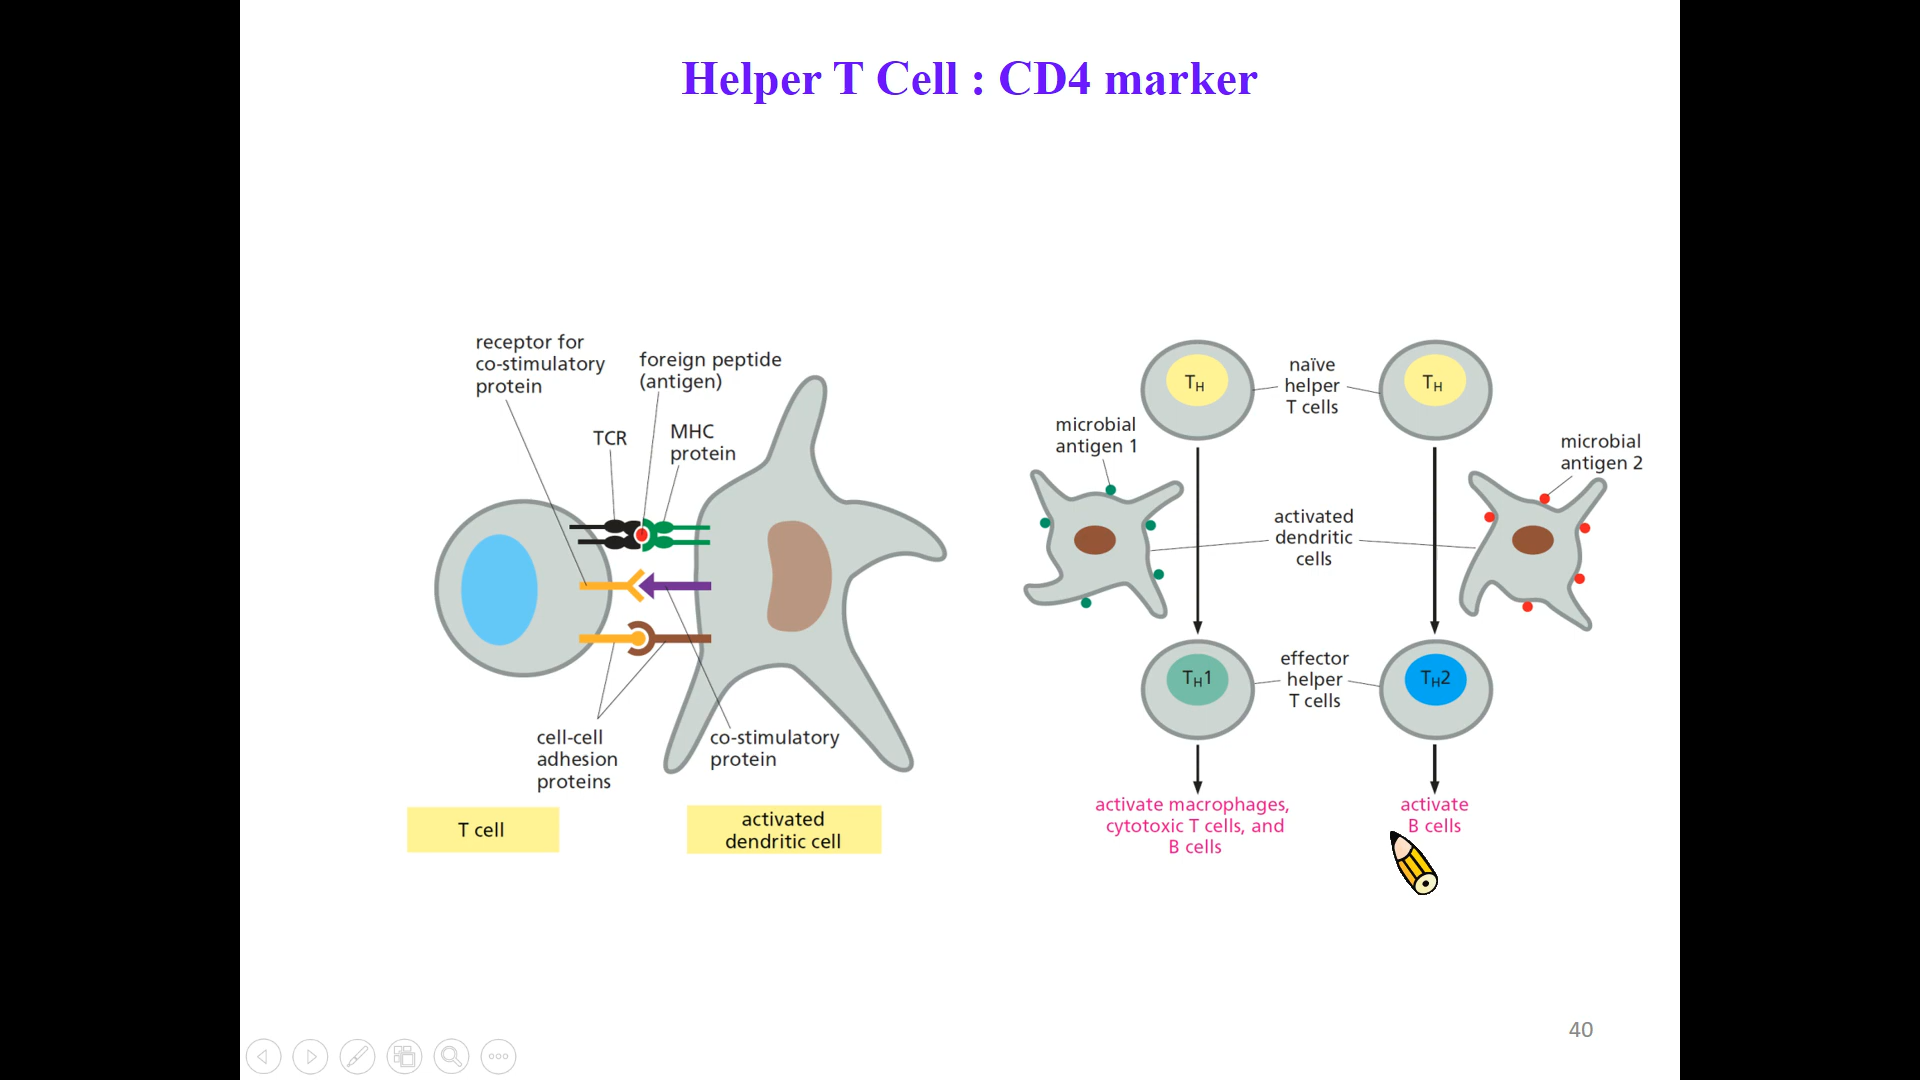 Helper T Cell : CD4 marker
receptor for
co-stimulatory
protein
foreign peptide
(antigen)
TCR
MHC
protein
cell-cell
adhesion
proteins
co-stimulatory
protein
T cell
activated
dendritic cell
TH
naïve
helper
T cells
TH
microbial
antigen 1
microbial
antigen 2
activated
dendritic
cells
TH1
effector
helper
T cells
TH2
activate macrophages,
cytotoxic T cells, and
B cells
activate
B cells
40